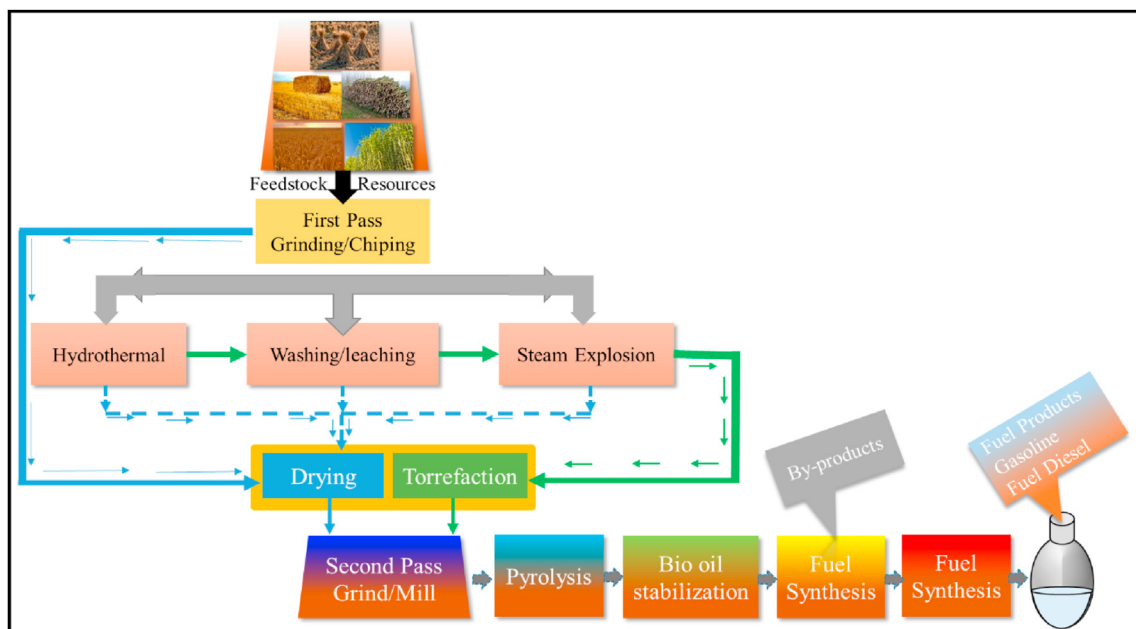 Feedstock Resources
First Pass
Grinding/Chiping
Hydrothermal
Washing/leaching
Steam Explosion
Drying
Torrefaction
Second Pass
Grind/Mill
Pyrolysis
Bio oil
stabilization
By-products
Fuel
Synthesis
Fuel
Synthesis
Fuel Products
Gasoline
Fuel Diesel